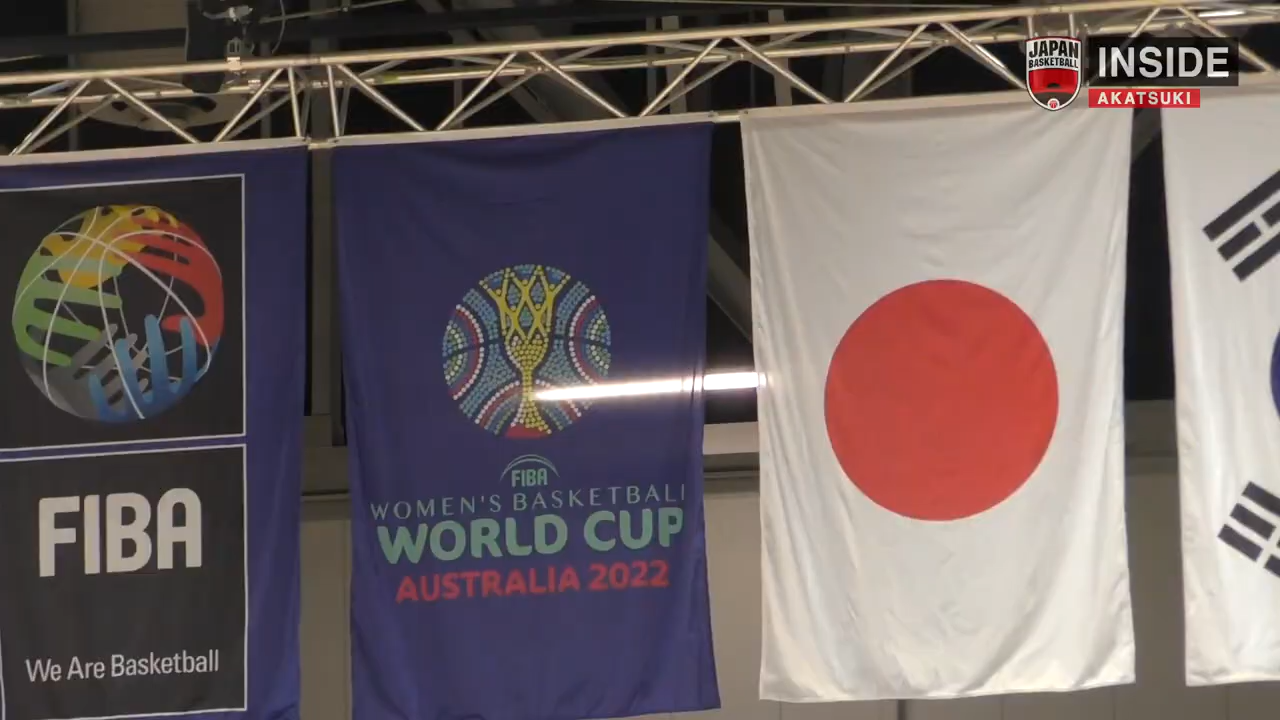 JAPAN
BASKETBALL
INSIDE
AKATSUKI
FIBA
We Are Basketball
FIBA
WOMEN'S BASKETBALL
WORLD CUP
AUSTRALIA 2022